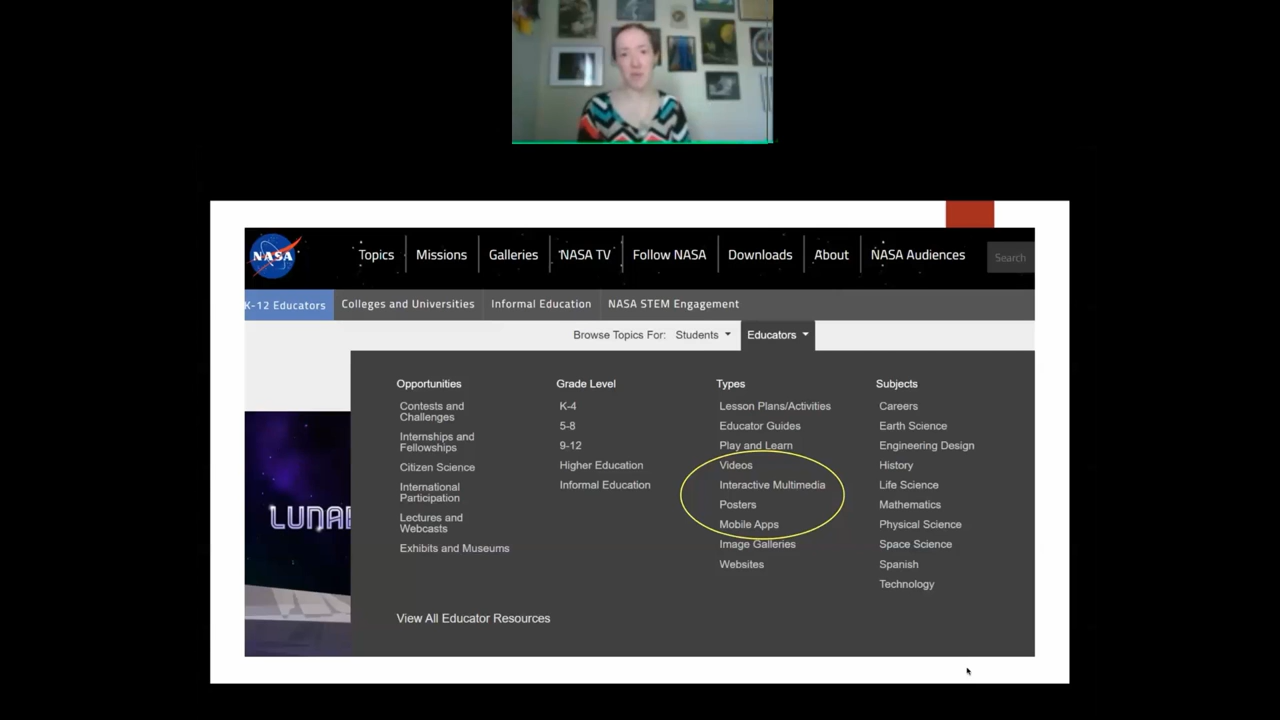 NASA
Topics
Missions
Galleries
NASA TV
Follow NASA
Downloads
About
NASA Audiences
Search
K-12 Educators
Colleges and Universities
Informal Education
NASA STEM Engagement
Browse Topics For:
Students
Educators
Opportunities
Contests and
Challenges
Internships and
Fellowships
Citizen Science
International
Participation
Lectures and
Webcasts
Exhibits and Museums
Grade Level
K-4
5-8
9-12
Higher Education
Informal Education
Types
Lesson Plans/Activities
Educator Guides
Play and Learn
Videos
Interactive Multimedia
Posters
Mobile Apps
Image Galleries
Websites
Subjects
Careers
Earth Science
Engineering Design
History
Life Science
Mathematics
Physical Science
Space Science
Spanish
Technology
View All Educator Resources